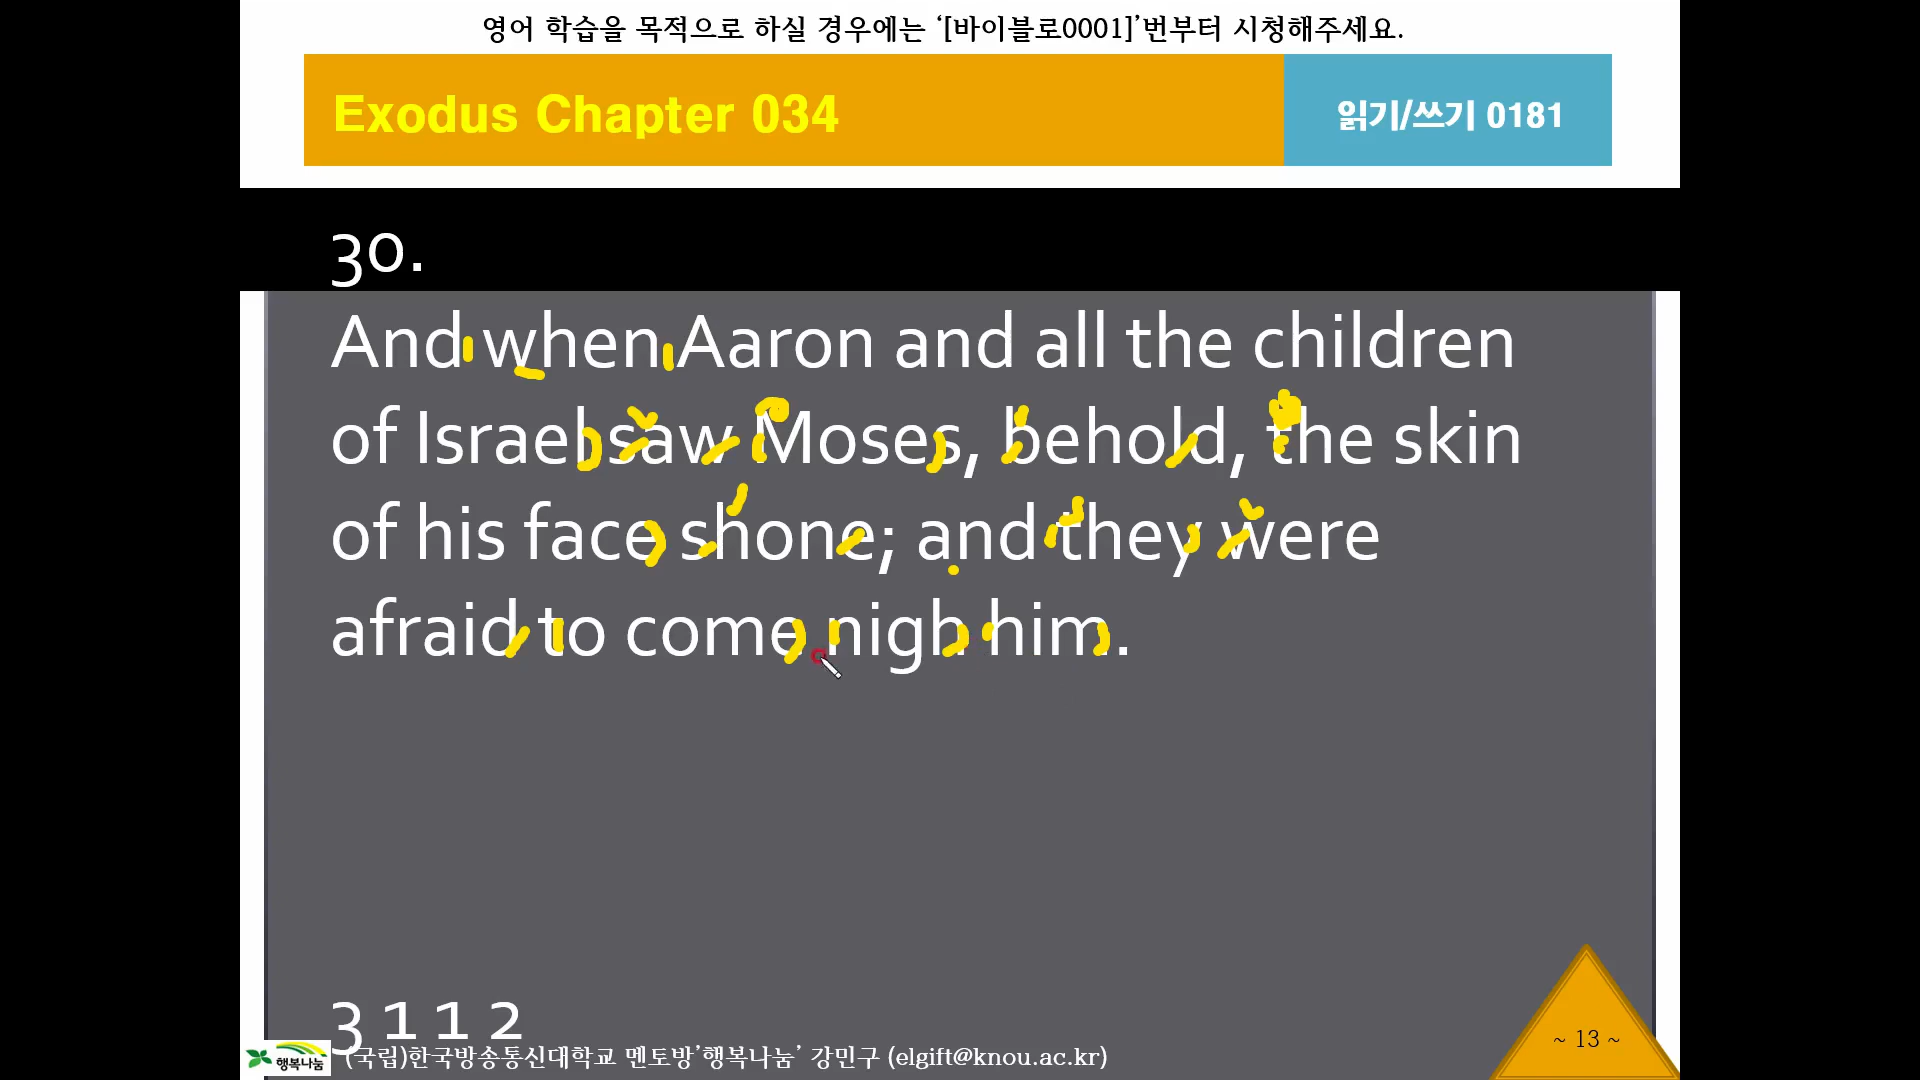 영어 학습을 목적으로 하실 경우에는 ‘[바이블로0001]’번부터 시청해주세요.
Exodus Chapter 034
읽기/쓰기 0181
30.
And when Aaron and all the children
of Israel saw Moses, behold, the skin
of his face shone; and they were
afraid to come nigh him.
3 1 1 2
행복나눔
(국립)한국방송통신대학교 멘토방’행복나눔’ 강민구 (elgift@knou.ac.kr)
~ 13 ~